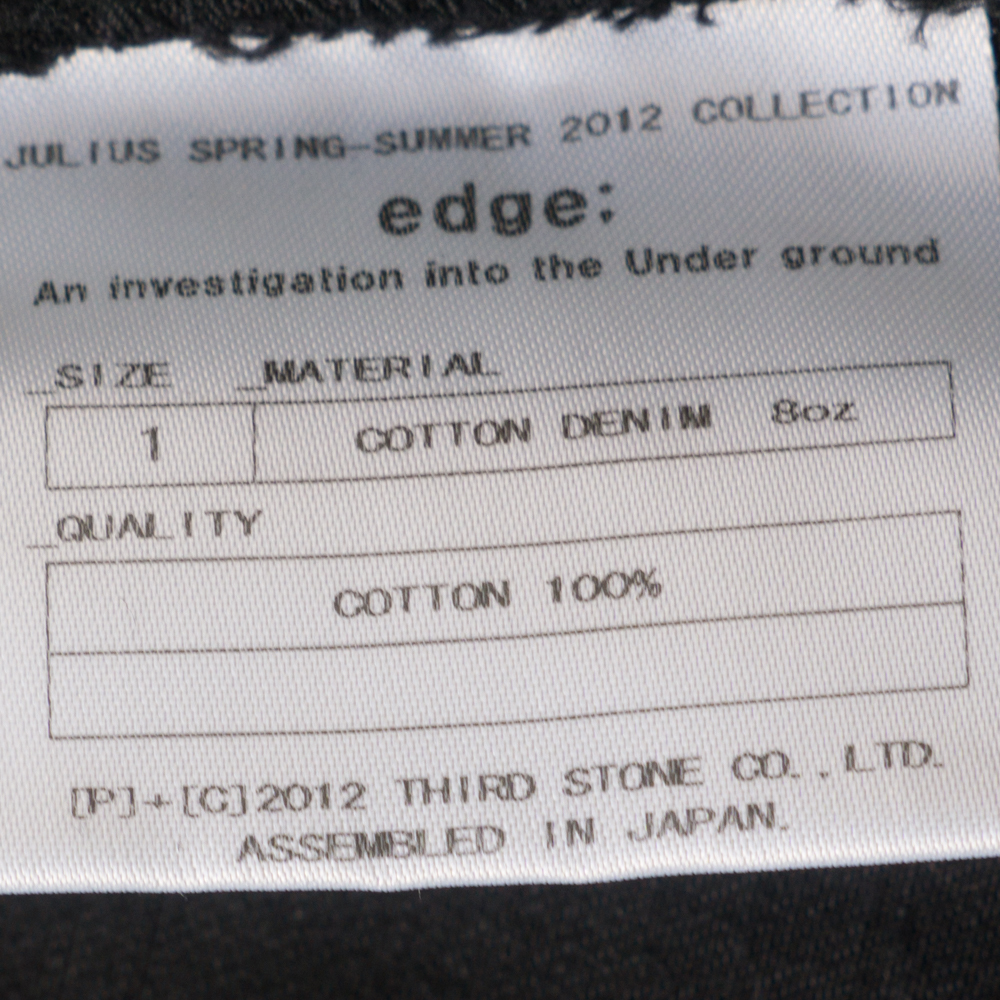 JULIUS SPRING-SUMMER 2012 COLLECTION
edge:
An investigation into the Under ground
_SIZE _MATERIAL
1 COTTON DENIM 8oz
_QUALITY
COTTON 100%
[P]+[C]2012 THIRD STONE CO.,LTD.
ASSEMBLED IN JAPAN.